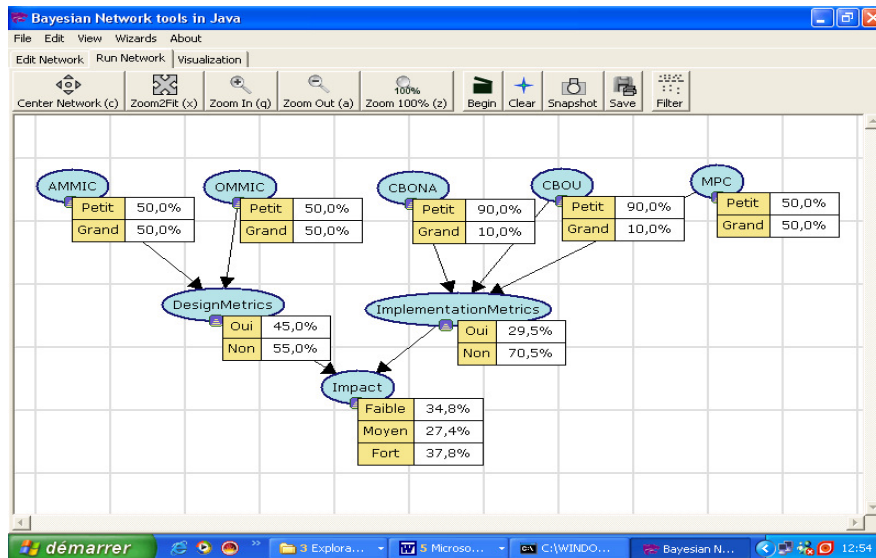 Bayesian Network tools in Java
File Edit View Wizards About
Edit Network Run Network Visualization
100%
Center Network (c) Zoom2Fit (x) Zoom In (q) Zoom Out (a) Zoom 100% (z) Begin Clear Snapshot Save Filter
AMMIC OMMIC CBONA CBOU MPC
Petit 50,0% Petit 50,0% Petit 90,0% Petit 90,0% Petit 50,0%
Grand 50,0% Grand 50,0% Grand 10,0% Grand 10,0% Grand 50,0%
DesignMetrics ImplementationMetrics
Oui 45,0% Oui 29,5%
Non 55,0% Non 70,5%
Impact
Faible 34,8%
Moyen 27,4%
Fort 37,8%
démarrer 3 Explora... 5 Microso... C:\WINDO... Bayesian N... 12:54